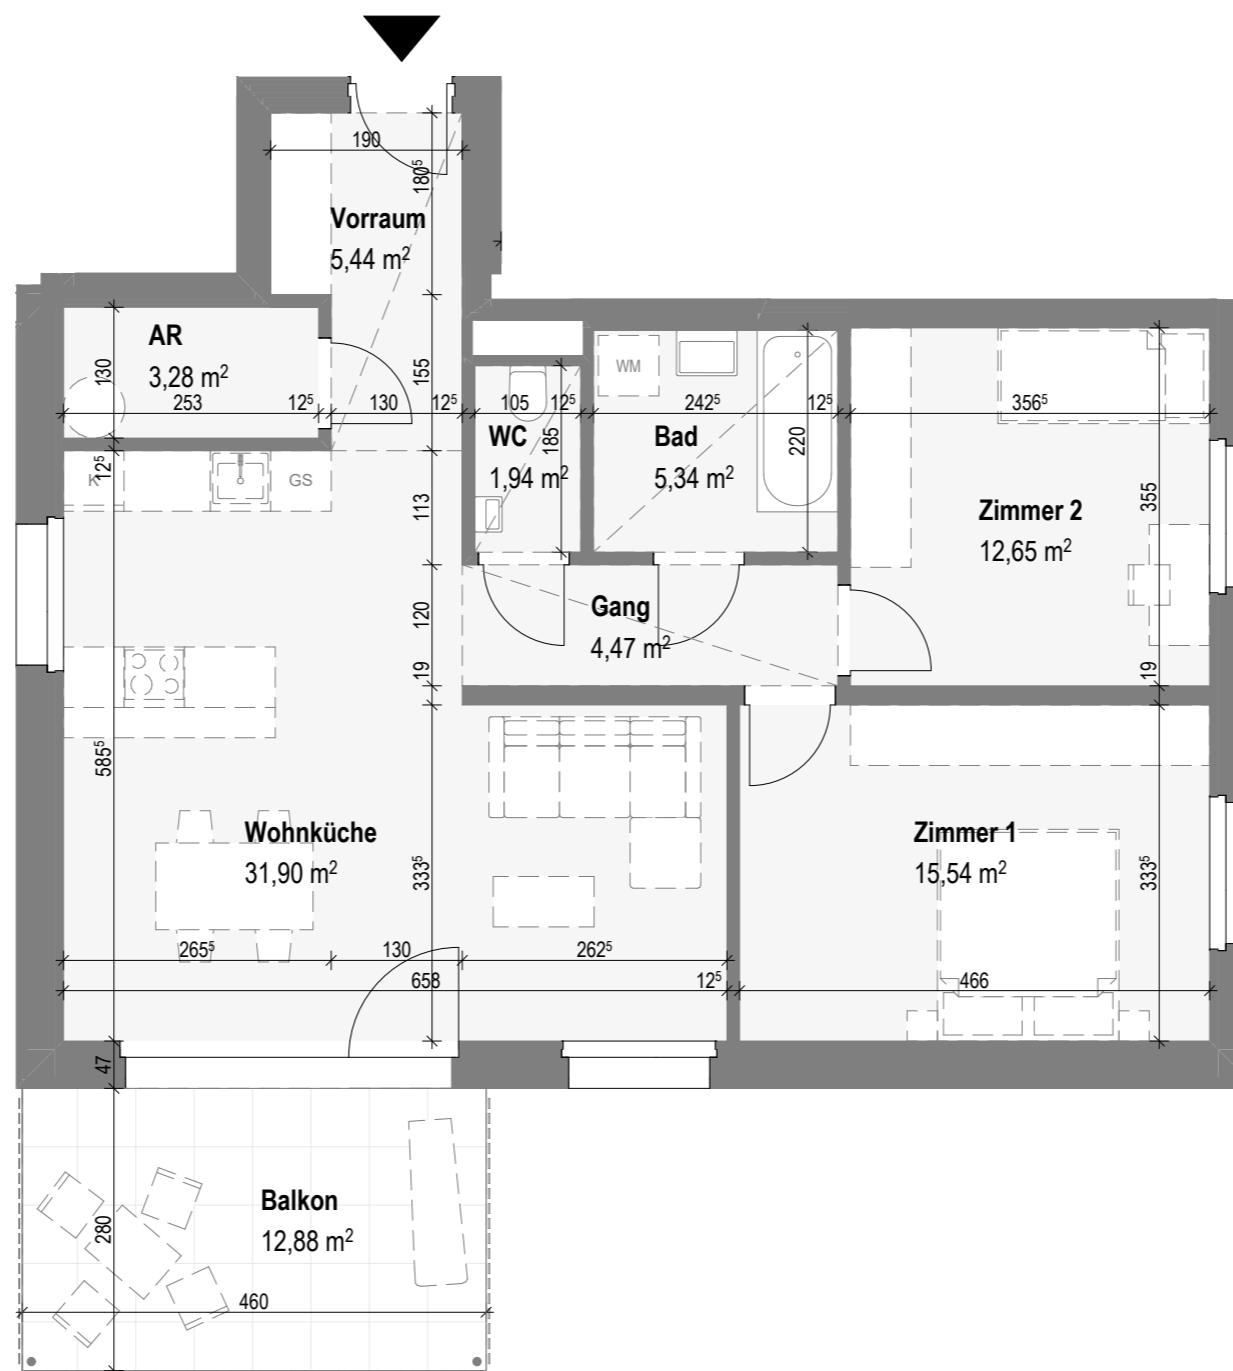 190
180⁵
Vorraum
5,44 m²
AR
3,28 m²
130
253
12⁵
130
12⁵
155
105
12⁵
WC
185
1,94 m²
WM
242⁵
12⁵
Bad
220
5,34 m²
356⁵
355
Zimmer 2
12,65 m²
12⁵
K
GS
113
120
19
Gang
4,47 m²
19
585⁵
Wohnküche
31,90 m²
333⁵
Zimmer 1
15,54 m²
333⁵
265⁵
130
262⁵
658
12⁵
466
47
280
Balkon
12,88 m²
460